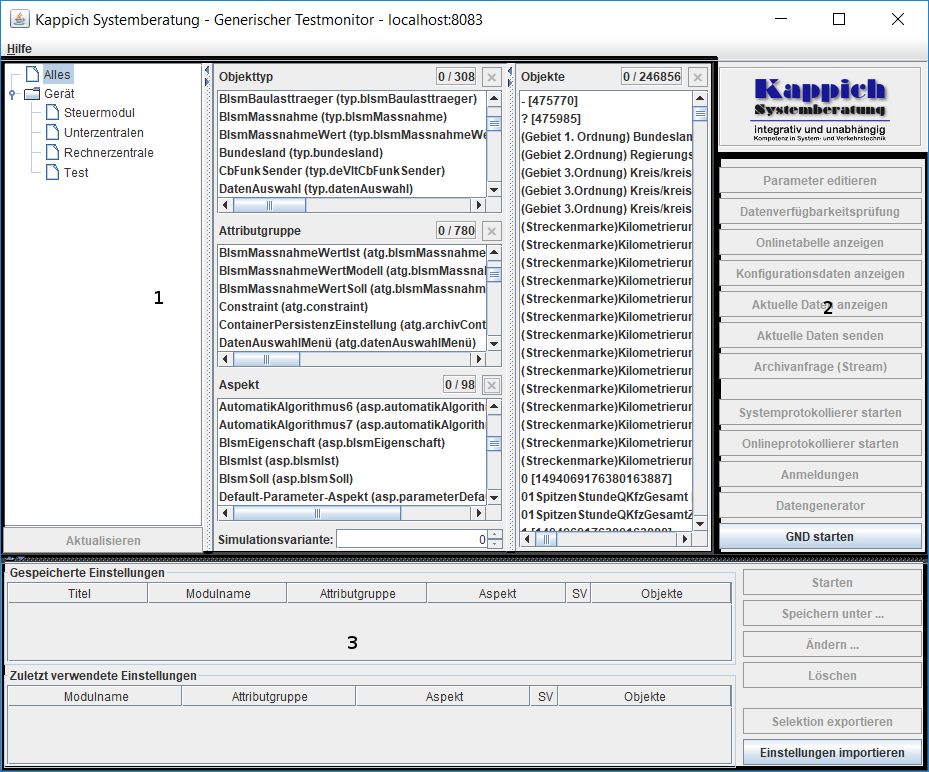 Kappich Systemberatung - Generischer Testmonitor - localhost:8083
Hilfe
Alles
Gerät
Steuermodul
Unterzentralen
Rechnerzentrale
Test
1
Aktualisieren
Objekttyp 0 / 308
BlsmBaulasttraeger (typ.blsmBaulasttraeger)
BlsmMassnahme (typ.blsmMassnahme)
BlsmMassnahmeWert (typ.blsmMassnahmeWe
Bundesland (typ.bundesland)
CbFunkSender (typ.deVltCbFunkSender)
DatenAuswahl (typ.datenAuswahl)
Attributgruppe 0 / 780
BlsmMassnahmeWertIst (atg.blsmMassnahme
BlsmMassnahmeWertModell (atg.blsmMassnal
BlsmMassnahmeWertSoll (atg.blsmMassnahm
Constraint (atg.constraint)
ContainerPersistenzEinstellung (atg.archivCont
DatenAuswahlMenü (atg.datenAuswahlMenü)
Aspekt 0 / 98
AutomatikAlgorithmus6 (asp.automatikAlgorith
AutomatikAlgorithmus7 (asp.automatikAlgorith
BlsmEigenschaft (asp.blsmEigenschaft)
BlsmIst (asp.blsmIst)
BlsmSoll (asp.blsmSoll)
Default-Parameter-Aspekt (asp.parameterDefa
Simulationsvariante: 0
Objekte 0 / 246856
- [475770]
? [475985]
(Gebiet 1. Ordnung) Bundeslan
(Gebiet 2.Ordnung) Regierungs
(Gebiet 3.Ordnung) Kreis/kreis
(Gebiet 3.Ordnung) Kreis/kreis
(Gebiet 3.Ordnung) Kreis/kreis
(Streckenmarke)Kilometrierun
(Streckenmarke)Kilometrierun
(Streckenmarke)Kilometrierun
(Streckenmarke)Kilometrierun
(Streckenmarke)Kilometrierun
(Streckenmarke)Kilometrierun
(Streckenmarke)Kilometrierun
(Streckenmarke)Kilometrierun
(Streckenmarke)Kilometrierun
(Streckenmarke)Kilometrierun
(Streckenmarke)Kilometrierun
(Streckenmarke)Kilometrierun
(Streckenmarke)Kilometrierun
(Streckenmarke)Kilometrierun
0 [1494069176380163887]
01SpitzenStundeQKfzGesamt
01SpitzenStundeQKfzGesamtZ
1 [1494069176380163888]
Kappich
Systemberatung
integrativ und unabhängig
Kompetenz in System- und Verkehrstechnik
Parameter editieren
Datenverfügbarkeitsprüfung
Onlinetabelle anzeigen
Konfigurationsdaten anzeigen
Aktuelle Daten anzeigen
2
Aktuelle Daten senden
Archivanfrage (Stream)
Systemprotokollierer starten
Onlineprotokollierer starten
Anmeldungen
Datengenerator
GND starten
Gespeicherte Einstellungen
Titel Modulname Attributgruppe Aspekt SV Objekte
3
Zuletzt verwendete Einstellungen
Modulname Attributgruppe Aspekt SV Objekte
Starten
Speichern unter ...
Ändern ...
Löschen
Selektion exportieren
Einstellungen importieren